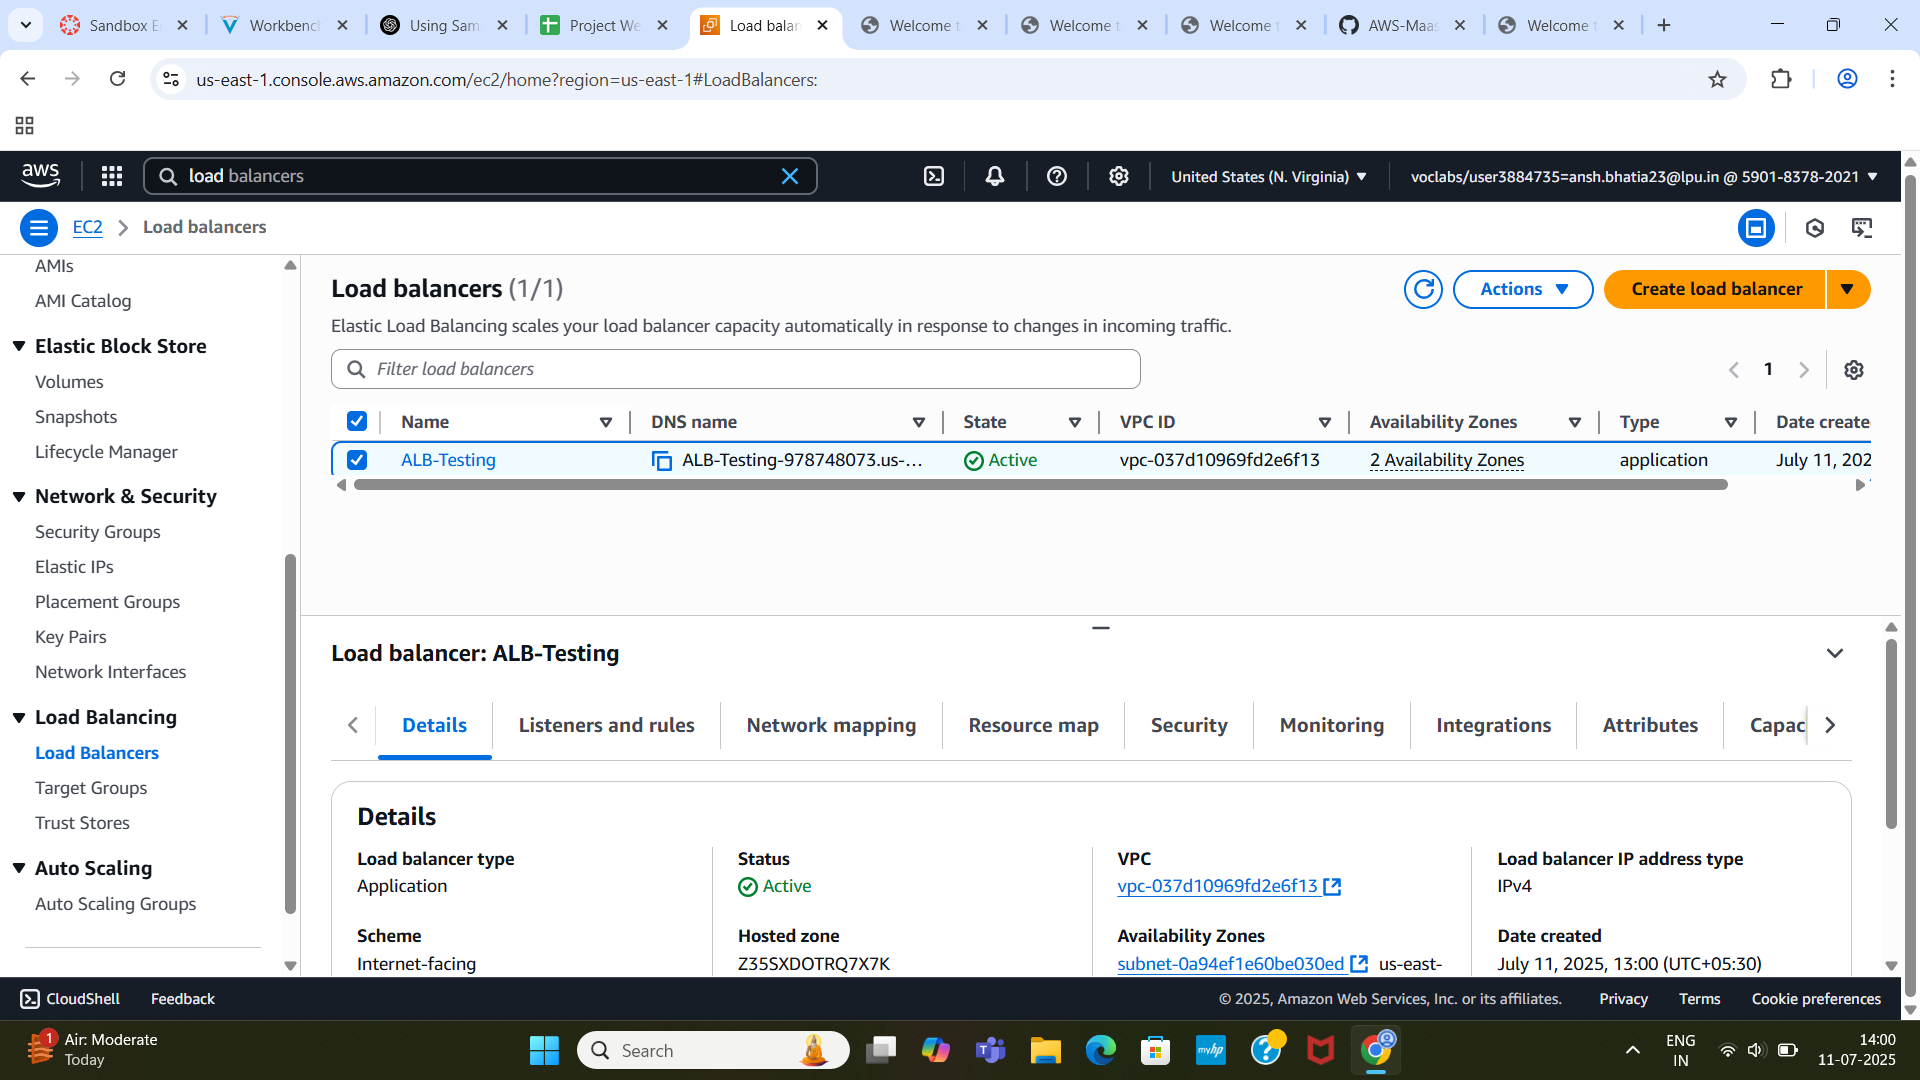 Sandbox E
Workbench
Using Sam
Project We
Load balan
Welcome t
Welcome t
Welcome t
AWS-Maas
Welcome t
us-east-1.console.aws.amazon.com/ec2/home?region=us-east-1#LoadBalancers:
aws
load balancers
United States (N. Virginia)
voclabs/user3884735=ansh.bhatia23@lpu.in @ 5901-8378-2021
EC2
Load balancers
AMIs
AMI Catalog
Elastic Block Store
Volumes
Snapshots
Lifecycle Manager
Network & Security
Security Groups
Elastic IPs
Placement Groups
Key Pairs
Network Interfaces
Load Balancing
Load Balancers
Target Groups
Trust Stores
Auto Scaling
Auto Scaling Groups
Load balancers (1/1)
Actions
Create load balancer
Elastic Load Balancing scales your load balancer capacity automatically in response to changes in incoming traffic.
Filter load balancers
1
Name DNS name State VPC ID Availability Zones Type Date create
ALB-Testing ALB-Testing-978748073.us-... Active vpc-037d10969fd2e6f13 2 Availability Zones application July 11, 202
Load balancer: ALB-Testing
Details Listeners and rules Network mapping Resource map Security Monitoring Integrations Attributes Capac
Details
Load balancer type
Application
Status
Active
VPC
vpc-037d10969fd2e6f13
Load balancer IP address type
IPv4
Scheme
Internet-facing
Hosted zone
Z35SXDOTRQ7X7K
Availability Zones
subnet-0a94ef1e60be030ed us-east-
Date created
July 11, 2025, 13:00 (UTC+05:30)
CloudShell Feedback
© 2025, Amazon Web Services, Inc. or its affiliates. Privacy Terms Cookie preferences
1
Air: Moderate
Today
Search
myhp
ENG
IN
14:00
11-07-2025